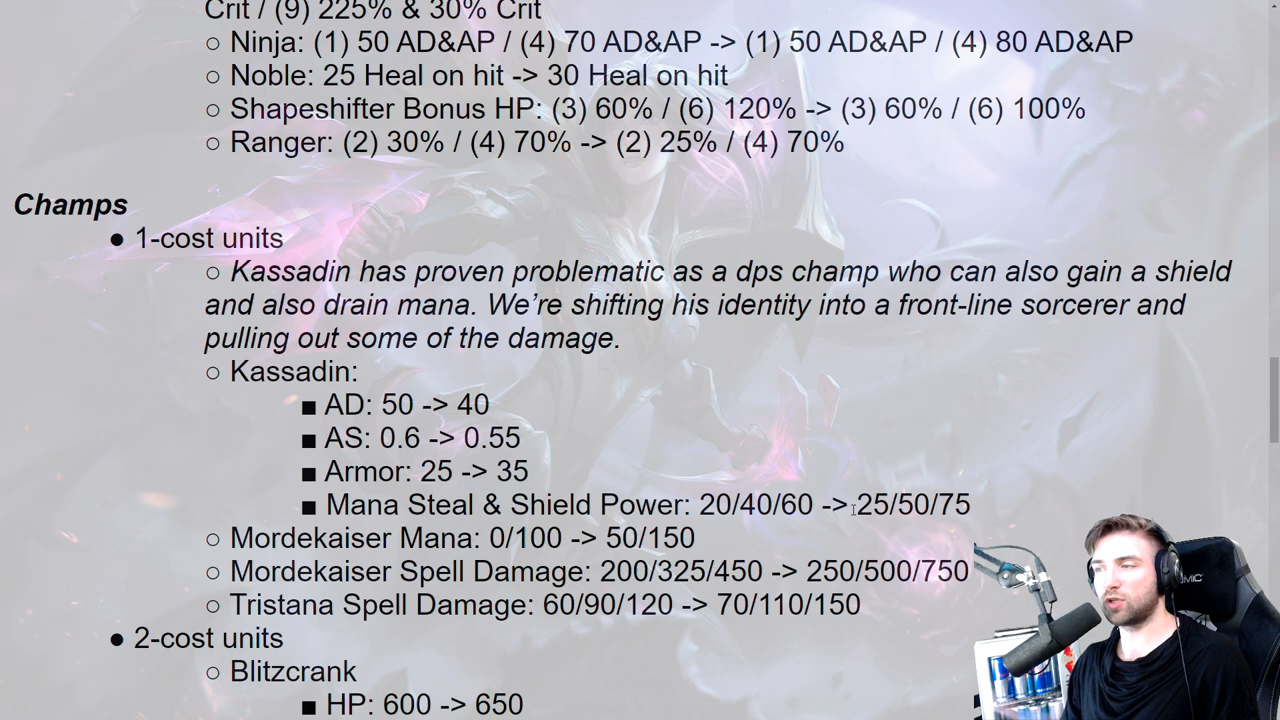 Crit / (9) 225% & 30% Crit
○ Ninja: (1) 50 AD&AP / (4) 70 AD&AP -> (1) 50 AD&AP / (4) 80 AD&AP
○ Noble: 25 Heal on hit -> 30 Heal on hit
○ Shapeshifter Bonus HP: (3) 60% / (6) 120% -> (3) 60% / (6) 100%
○ Ranger: (2) 30% / (4) 70% -> (2) 25% / (4) 70%
Champs
● 1-cost units
○ Kassadin has proven problematic as a dps champ who can also gain a shield
and also drain mana. We’re shifting his identity into a front-line sorcerer and
pulling out some of the damage.
○ Kassadin:
■ AD: 50 -> 40
■ AS: 0.6 -> 0.55
■ Armor: 25 -> 35
■ Mana Steal & Shield Power: 20/40/60 -> 25/50/75
○ Mordekaiser Mana: 0/100 -> 50/150
○ Mordekaiser Spell Damage: 200/325/450 -> 250/500/750
○ Tristana Spell Damage: 60/90/120 -> 70/110/150
● 2-cost units
○ Blitzcrank
■ HP: 600 -> 650